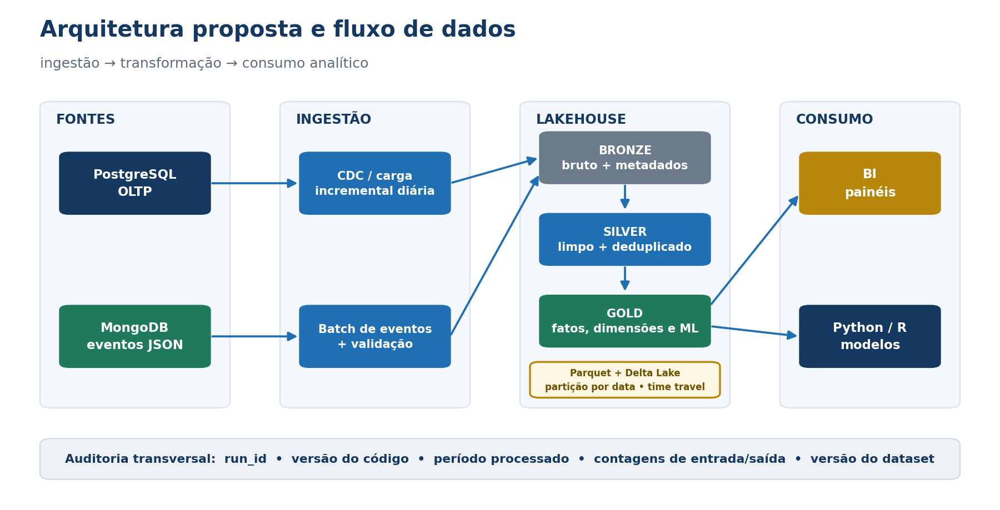 Arquitetura proposta e fluxo de dados
ingestão → transformação → consumo analítico
FONTES
PostgreSQL
OLTP
MongoDB
eventos JSON
INGESTÃO
CDC / carga
incremental diária
Batch de eventos
+ validação
LAKEHOUSE
BRONZE
bruto + metadados
SILVER
limpo + deduplicado
GOLD
fatos, dimensões e ML
Parquet + Delta Lake
partição por data • time travel
CONSUMO
BI
painéis
Python / R
modelos
Auditoria transversal: run_id • versão do código • período processado • contagens de entrada/saída • versão do dataset